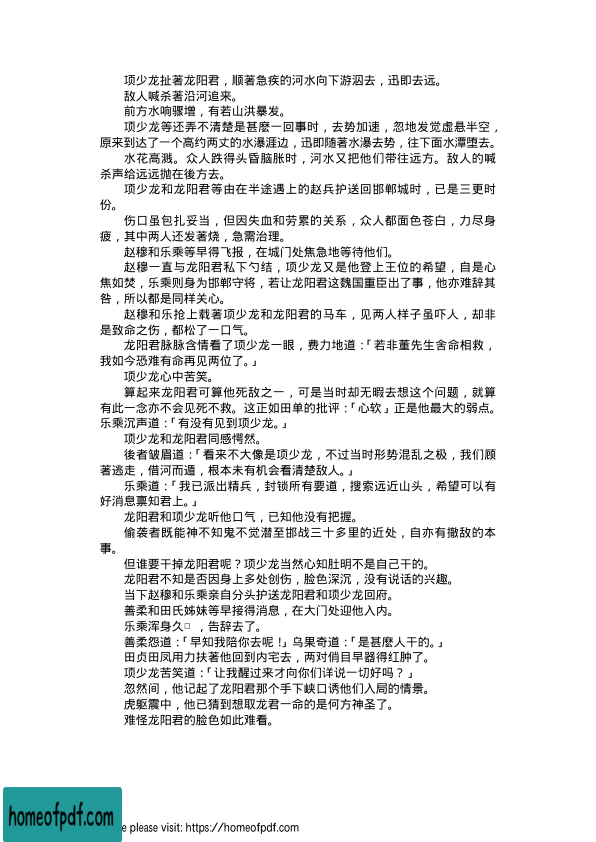 项少龙扯著龙阳君，顺著急疾的河水向下游泅去，迅即去远。
敌人喊杀著沿河追来。
前方水响骤增，有若山洪暴发。
项少龙等还弄不清楚是甚麽一回事时，去势加速，忽地发觉虚悬半空，
原来到达了一个高约两丈的水瀑涯边，迅即随著水瀑去势，往下面水潭堕去。
水花高溅。众人跌得头昏脑胀时，河水又把他们带往远方。敌人的喊
杀声给远远抛在後方去。
项少龙和龙阳君等由在半途遇上的赵兵护送回邯郸城时，已是三更时
份。
伤口虽包扎妥当，但因失血和劳累的关系，众人都面色苍白，力尽身
疲，其中两人还发著烧，急需治理。
赵穆和乐乘等早得飞报，在城门处焦急地等待他们。
赵穆一直与龙阳君私下勾结，项少龙又是他登上王位的希望，自是心
焦如焚，乐乘则身为邯郸守将，若让龙阳君这魏国重臣出了事，他亦难辞其
咎，所以都是同样关心。
赵穆和乐抢上载著项少龙和龙阳君的马车，见两人样子虽吓人，却非
是致命之伤，都松了一口气。
龙阳君脉脉含情看了项少龙一眼，费力地道：「若非董先生舍命相救，
我如今恐难有命再见两位了。」
项少龙心中苦笑。
算起来龙阳君可算他死敌之一，可是当时却无暇去想这个问题，就算
有此一念亦不会见死不救。这正如田单的批评：「心软」正是他最大的弱点。
乐乘沉声道：「有没有见到项少龙。」
项少龙和龙阳君同感愕然。
後者皱眉道：「看来不大像是项少龙，不过当时形势混乱之极，我们顾
著逃走，借河而遁，根本未有机会看清楚敌人。」
乐乘道：「我已派出精兵，封锁所有要道，搜索远近山头，希望可以有
好消息禀知君上。」
龙阳君和项少龙听他口气，已知他没有把握。
偷袭者既能神不知鬼不觉潜至邯战三十多里的近处，自亦有撤敌的本
事。
但谁要干掉龙阳君呢？项少龙当然心知肚明不是自己干的。
龙阳君不知是否因身上多处创伤，脸色深沉，没有说话的兴趣。
当下赵穆和乐乘亲自分头护送龙阳君和项少龙回府。
善柔和田氏姊妹等早接得消息，在大门处迎他入内。
乐乘浑身久□ ，告辞去了。
善柔怨道：「早知我陪你去呢！」乌果奇道：「是甚麽人干的。」
田贞田凤用力扶著他回到内宅去，两对俏目早器得红肿了。
项少龙苦笑道：「让我醒过来才向你们详说一切好吗？」
忽然间，他记起了龙阳君那个手下峡口诱他们入局的情景。
虎躯震中，他已猜到想取龙君一命的是何方神圣了。
难怪龙阳君的脸色如此难看。
homeofpdf.com
e please visit: https://homeofpdf.com